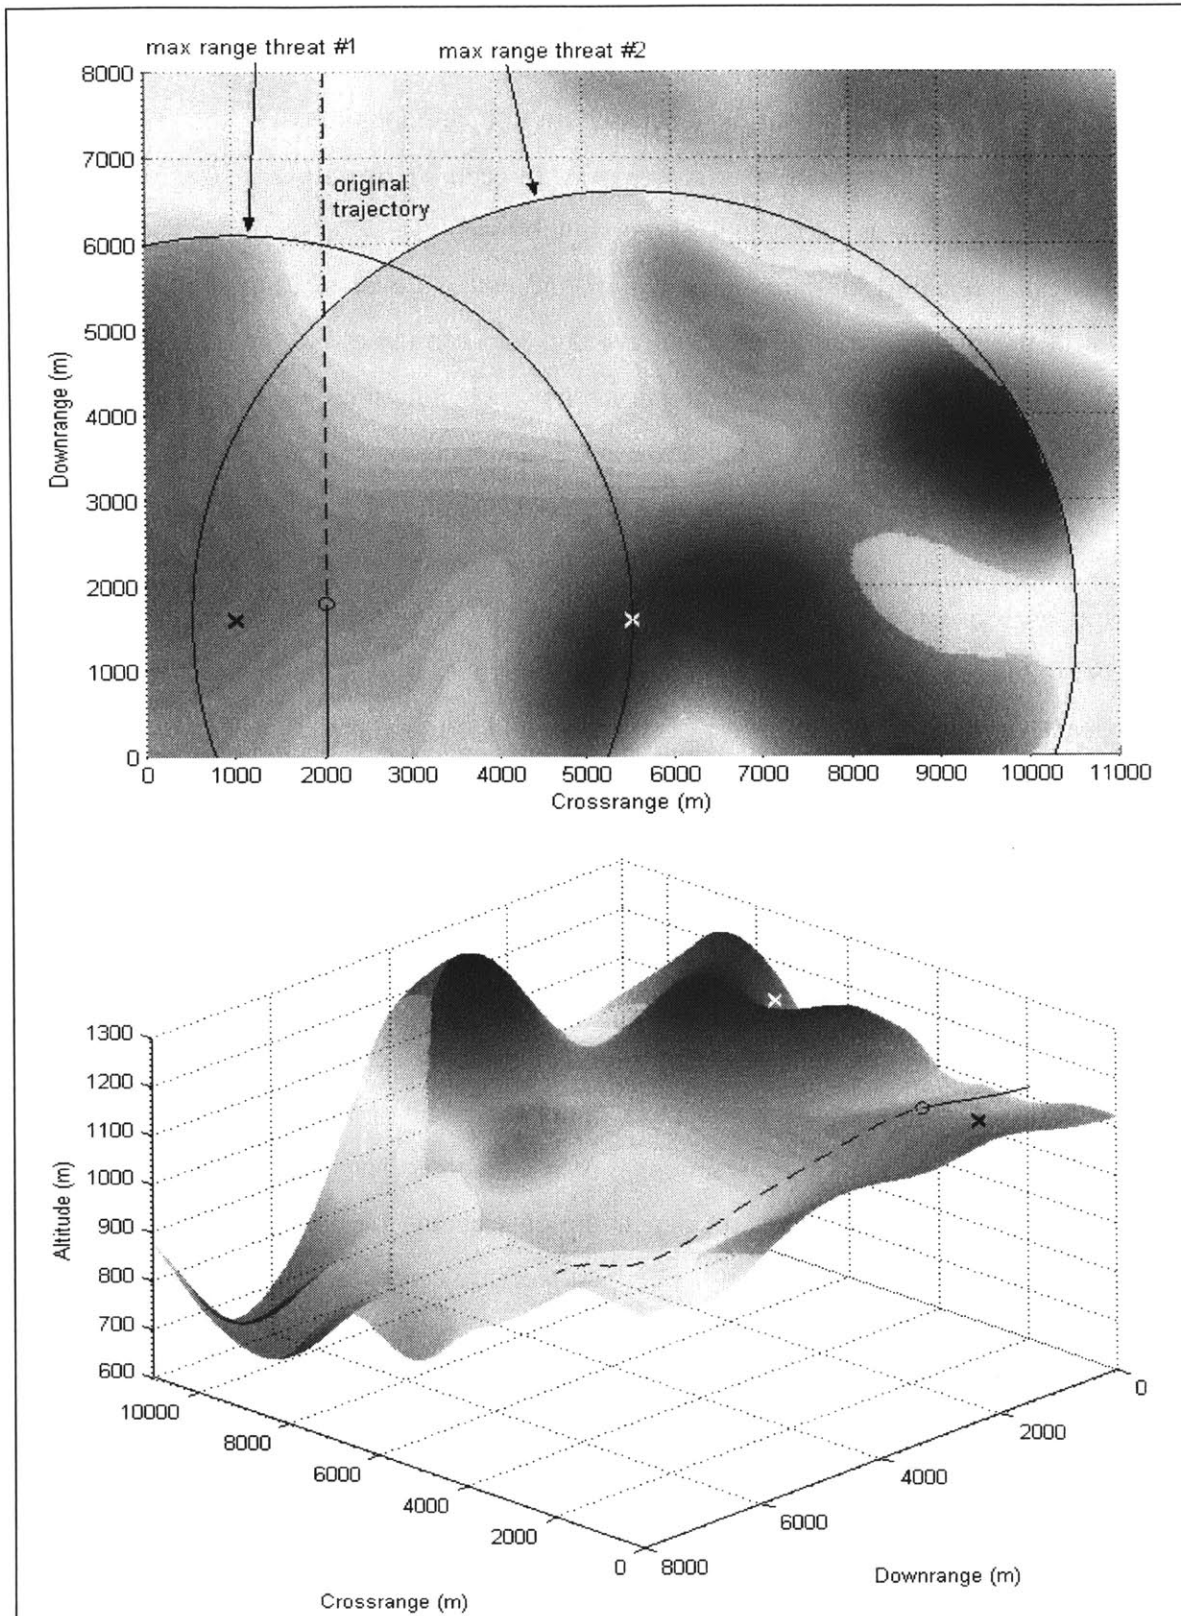 max range threat #1
max range threat #2
original
trajectory
8000
7000
6000
5000
4000
3000
2000
1000
0
Downrange (m)
0 1000 2000 3000 4000 5000 6000 7000 8000 9000 10000 11000
Crossrange (m)
1300
1200
1100
1000
900
800
700
600
Altitude (m)
10000
8000
6000
4000
2000
0
Crossrange (m)
0
2000
4000
6000
8000
Downrange (m)